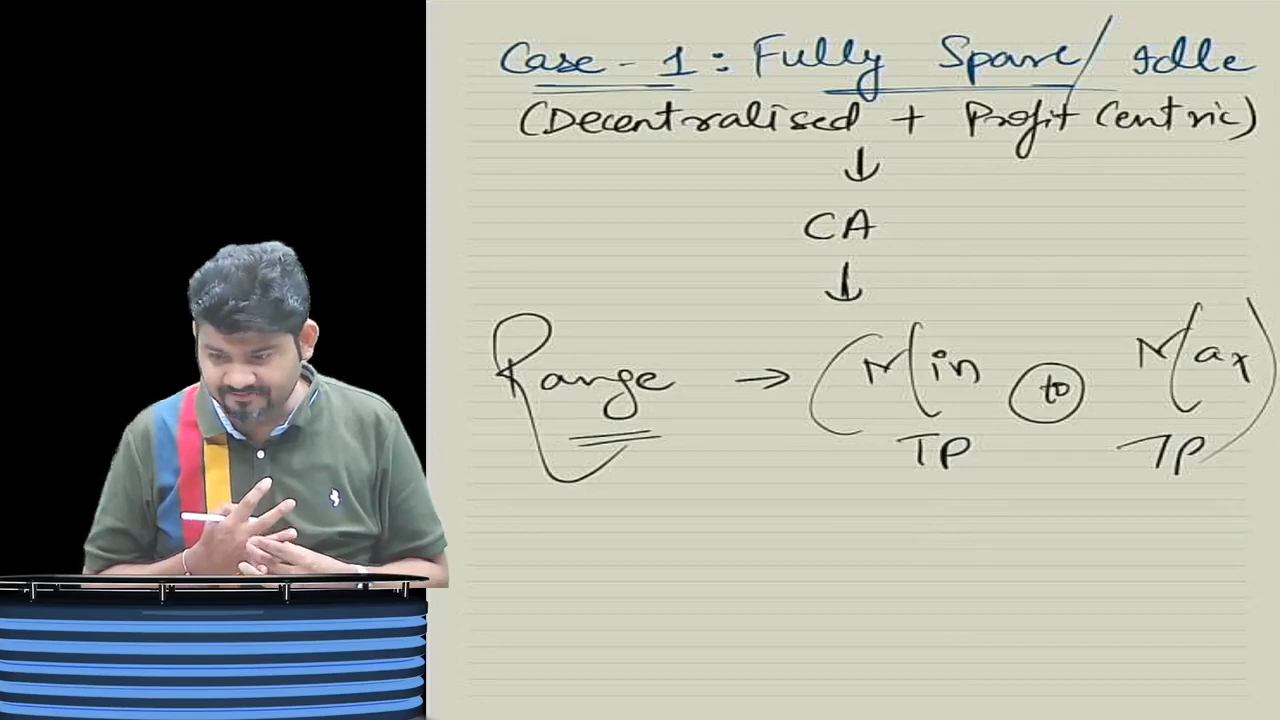 Case - 1 : Fully Spare / Idle
(Decentralised + Profit Centric)
↓
CA
↓
Range → (Min to Max)
TP TP